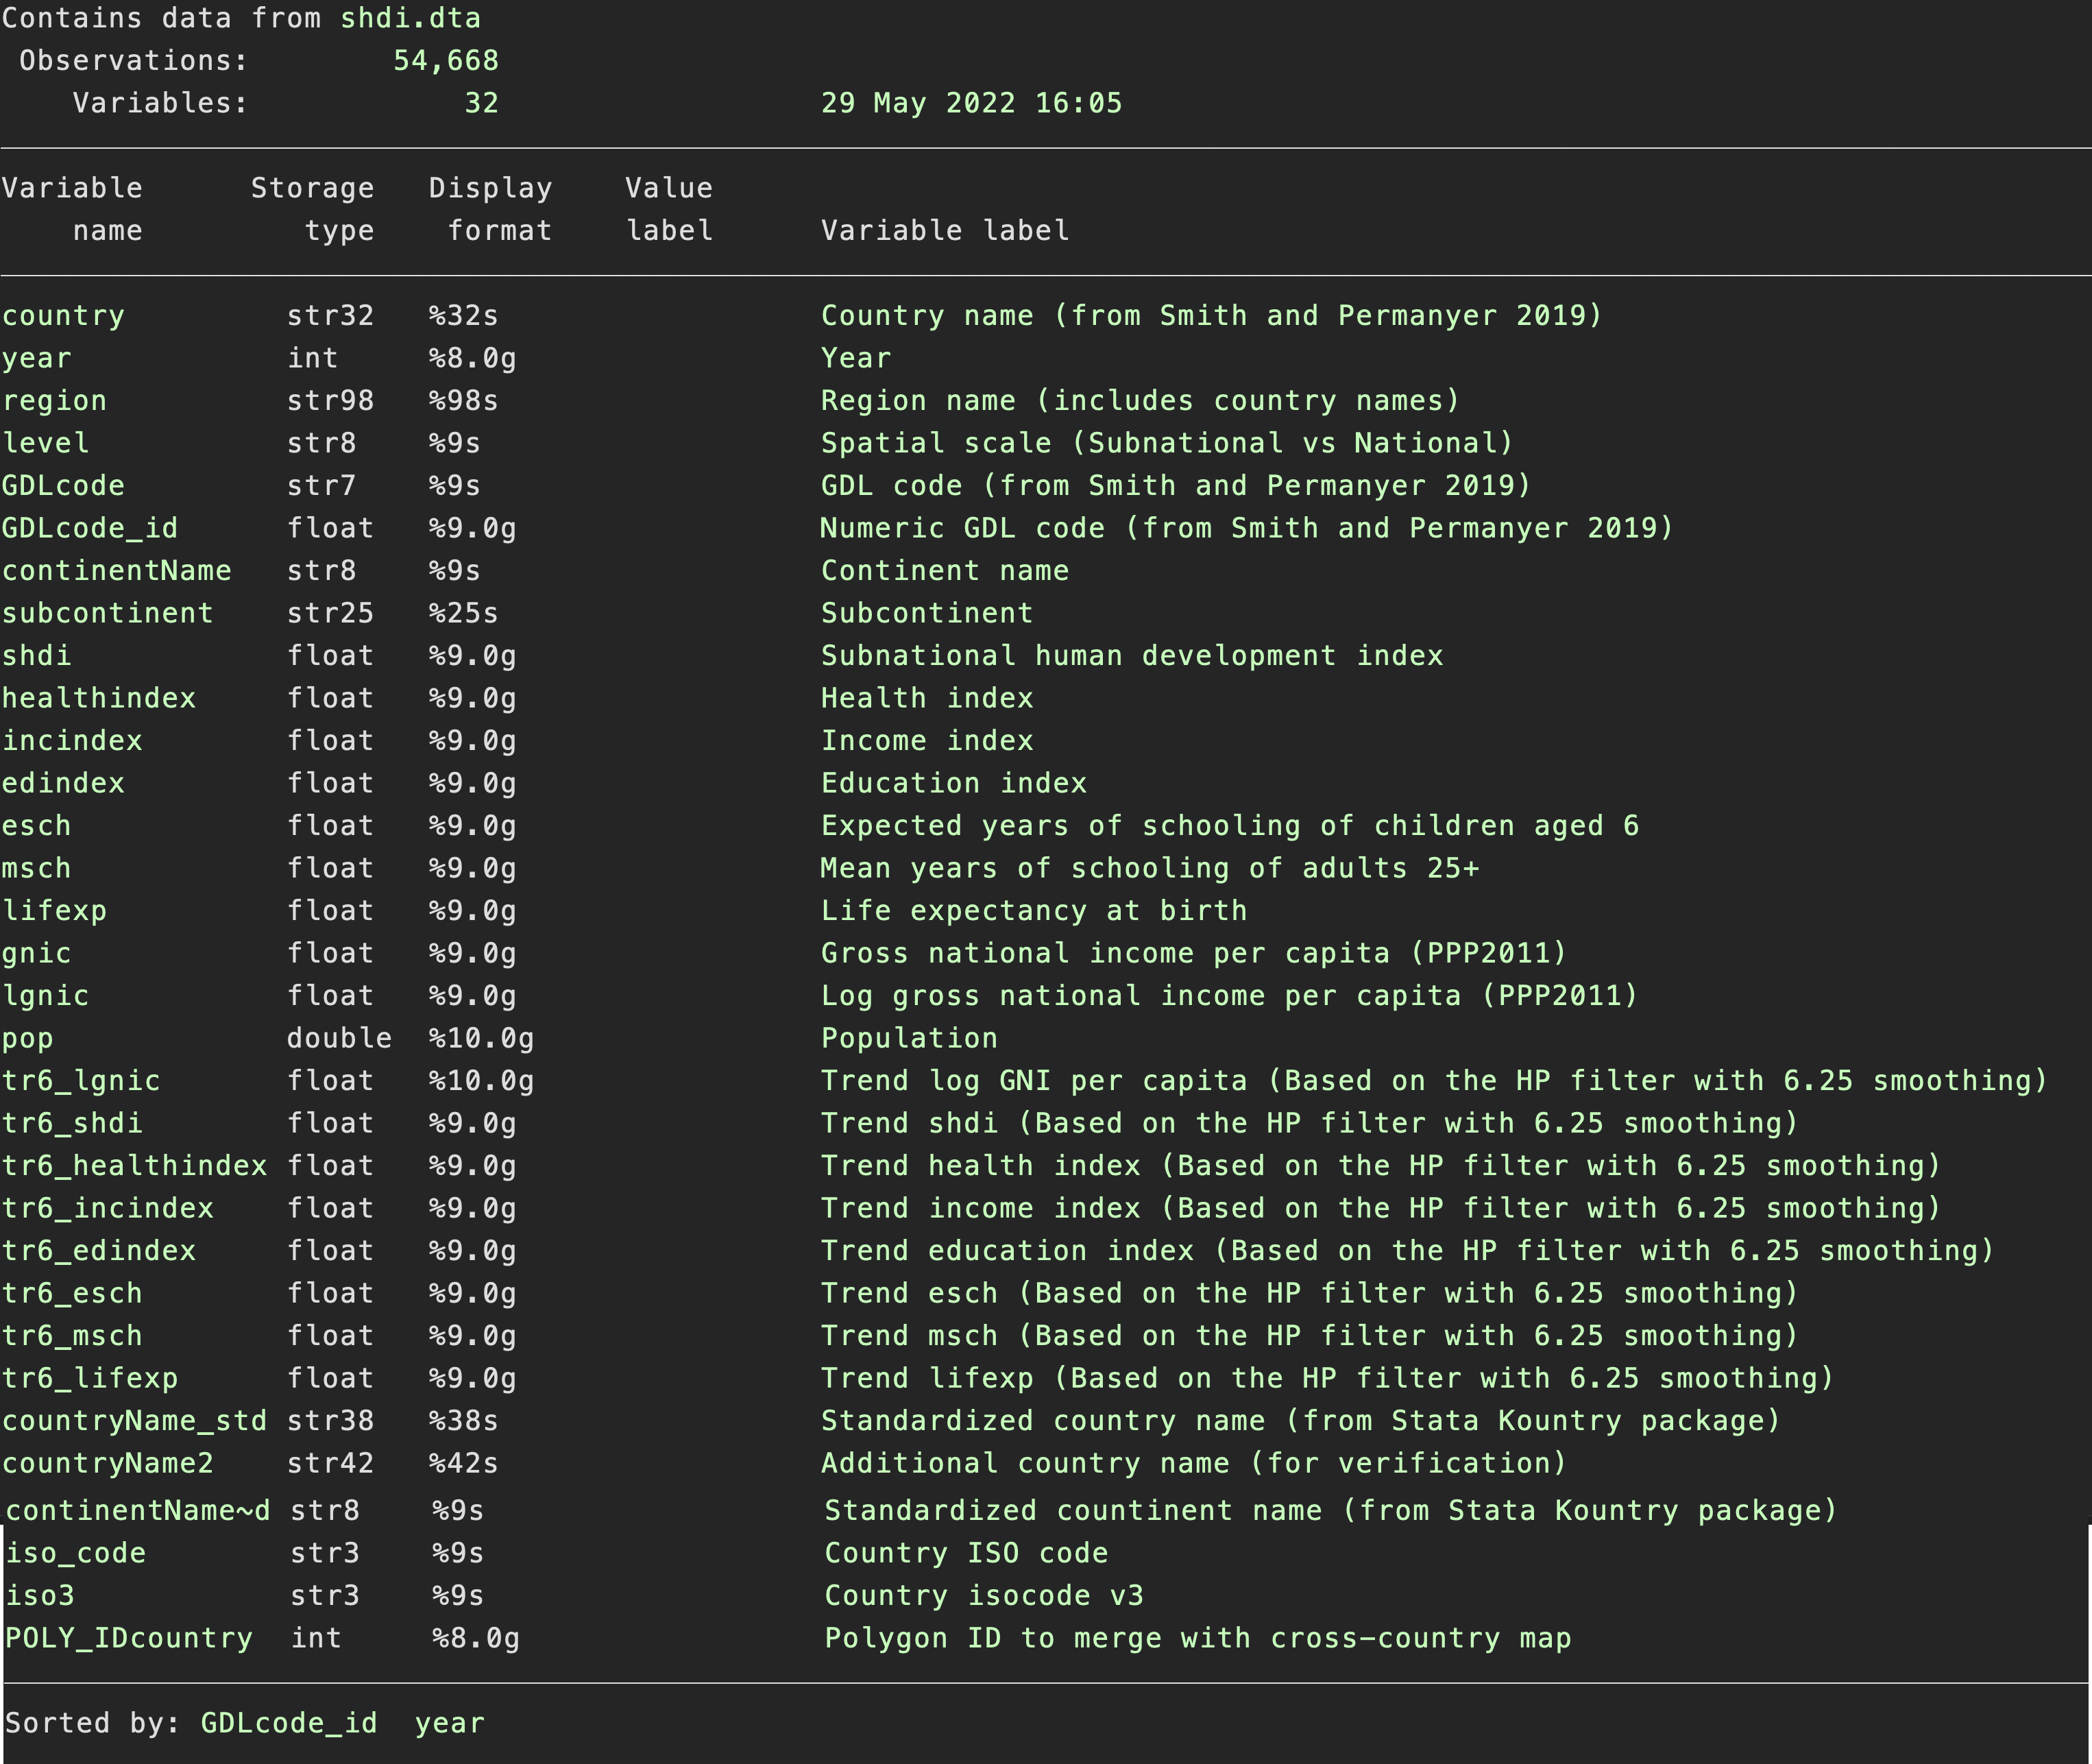 Contains data from shdi.dta
Observations: 54,668
Variables: 32 29 May 2022 16:05
Variable Storage Display Value
name type format label Variable label
country str32 %32s Country name (from Smith and Permanyer 2019)
year int %8.0g Year
region str98 %98s Region name (includes country names)
level str8 %9s Spatial scale (Subnational vs National)
GDLcode str7 %9s GDL code (from Smith and Permanyer 2019)
GDLcode_id float %9.0g Numeric GDL code (from Smith and Permanyer 2019)
continentName str8 %9s Continent name
subcontinent str25 %25s Subcontinent
shdi float %9.0g Subnational human development index
healthindex float %9.0g Health index
incindex float %9.0g Income index
edindex float %9.0g Education index
esch float %9.0g Expected years of schooling of children aged 6
msch float %9.0g Mean years of schooling of adults 25+
lifexp float %9.0g Life expectancy at birth
gnic float %9.0g Gross national income per capita (PPP2011)
lgnic float %9.0g Log gross national income per capita (PPP2011)
pop double %10.0g Population
tr6_lgnic float %10.0g Trend log GNI per capita (Based on the HP filter with 6.25 smoothing)
tr6_shdi float %9.0g Trend shdi (Based on the HP filter with 6.25 smoothing)
tr6_healthindex float %9.0g Trend health index (Based on the HP filter with 6.25 smoothing)
tr6_incindex float %9.0g Trend income index (Based on the HP filter with 6.25 smoothing)
tr6_edindex float %9.0g Trend education index (Based on the HP filter with 6.25 smoothing)
tr6_esch float %9.0g Trend esch (Based on the HP filter with 6.25 smoothing)
tr6_msch float %9.0g Trend msch (Based on the HP filter with 6.25 smoothing)
tr6_lifexp float %9.0g Trend lifexp (Based on the HP filter with 6.25 smoothing)
countryName_std str38 %38s Standardized country name (from Stata Kountry package)
countryName2 str42 %42s Additional country name (for verification)
continentName~d str8 %9s Standardized countinent name (from Stata Kountry package)
iso_code str3 %9s Country ISO code
iso3 str3 %9s Country isocode v3
POLY_IDcountry int %8.0g Polygon ID to merge with cross-country map
Sorted by: GDLcode_id year